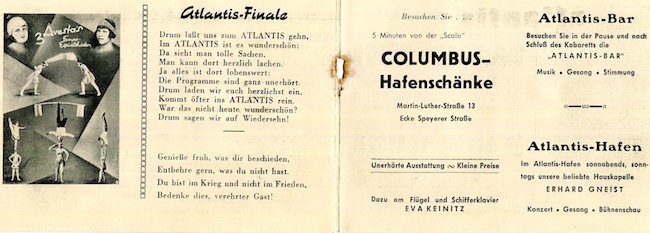 3 Avastos
Atlantis-Finale
Drum laßt uns zum ATLANTIS gehn,
Im ATLANTIS ist es wunderschön;
Da sieht man tolle Sachen,
Man kann dort herzlich lachen.
Ja alles ist dort lobenswert;
Die Programme sind ganz unerhört.
Drum laden wir euch herzlichst ein,
Kommt öfter ins ATLANTIS rein.
War das nicht heute wunderschön?
Drum sagen wir auf Wiedersehn!
Genieße froh, was dir beschieden,
Entbehre gern, was du nicht hast.
Du bist im Krieg und nicht im Frieden,
Bedenke dies, verehrter Gast!
Besuchen Sie . .
5 Minuten von der „Scala“
COLUMBUS-
Hafenschänke
Martin-Luther-Straße 13
Ecke Speyerer Straße
Unerhörte Ausstattung ∾ Kleine Preise
Dazu am Flügel und Schifferklavier
EVA KEINITZ
Atlantis-Bar
Besuchen Sie in der Pause und nach
Schluß des Kabaretts die
„ATLANTIS-BAR“
Musik • Gesang • Stimmung
Atlantis-Hafen
Im Atlantis-Hafen sonnabends, sonn-
tags unsere beliebte Hauskapelle
ERHARD GNEIST
Konzert • Gesang • Bühnenschau